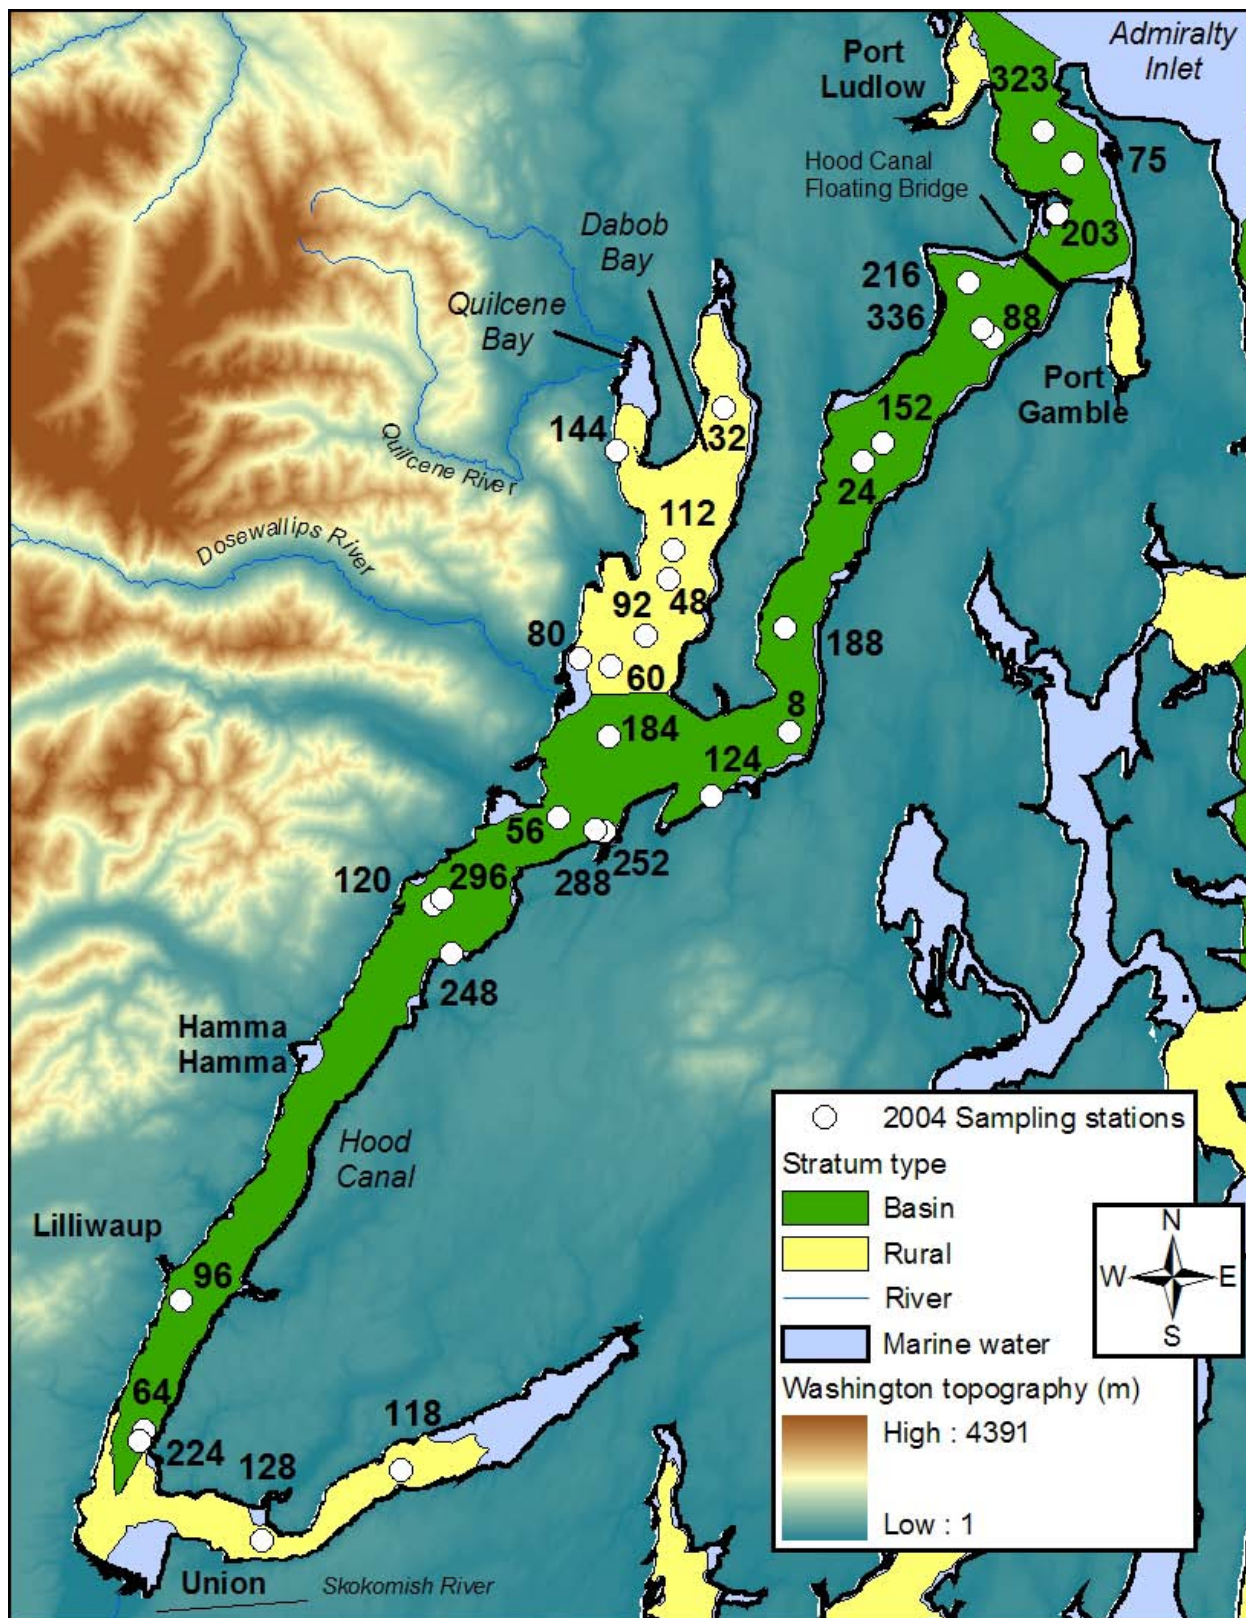 Admiralty
Inlet
Port
Ludlow
323
75
Hood Canal
Floating Bridge
203
Dabob
Bay
216
Quilcene
Bay
336
88
Port
Gamble
144
32
152
Quilcene River
24
112
Dosewallips River
92
48
80
188
60
8
184
124
56
252
288
120
296
248
Hamma
Hamma
Hood
Canal
2004 Sampling stations
Stratum type
Basin
Rural
River
Marine water
Washington topography (m)
High : 4391
Low : 1
N
W
E
S
Lilliwaup
96
64
118
224
128
Union
Skokomish River